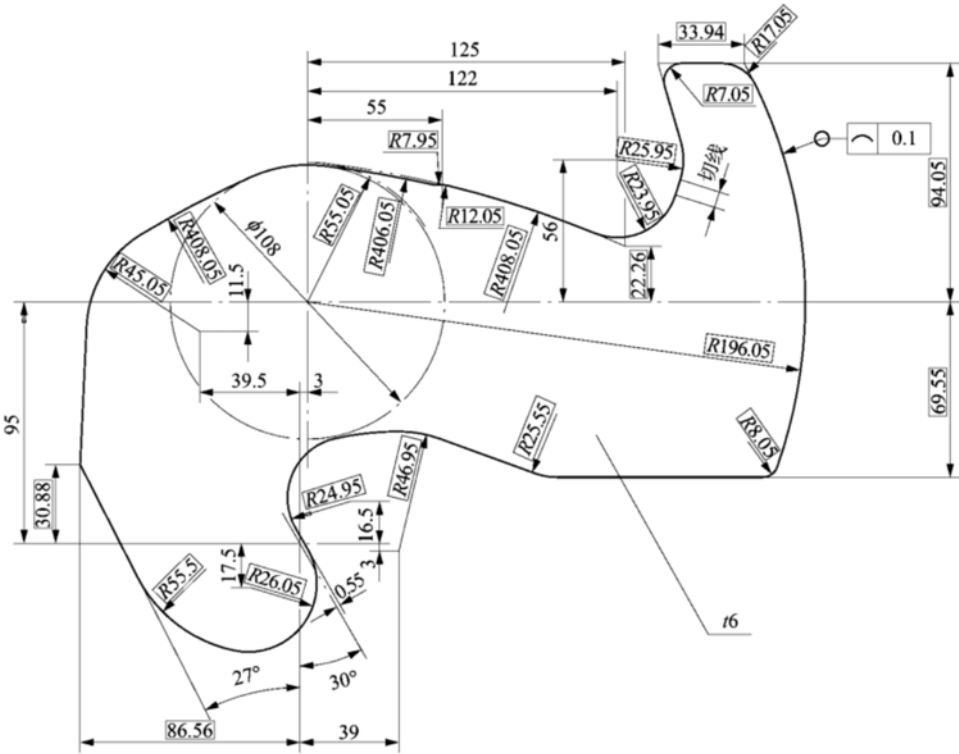 33.94
R17.05
125
122
R7.05
55
0.1
R7.95
R25.95
切线
R23.95
94.05
R55.05
R406.05
R12.05
56
R408.05
ϕ108
R408.05
R45.05
11.5
22.26
R196.05
39.5
3
95
69.55
R25.55
R8.05
R46.95
R24.95
30.88
16.5
3
17.5
R26.05
R55.5
0.55
t6
27°
30°
86.56
39